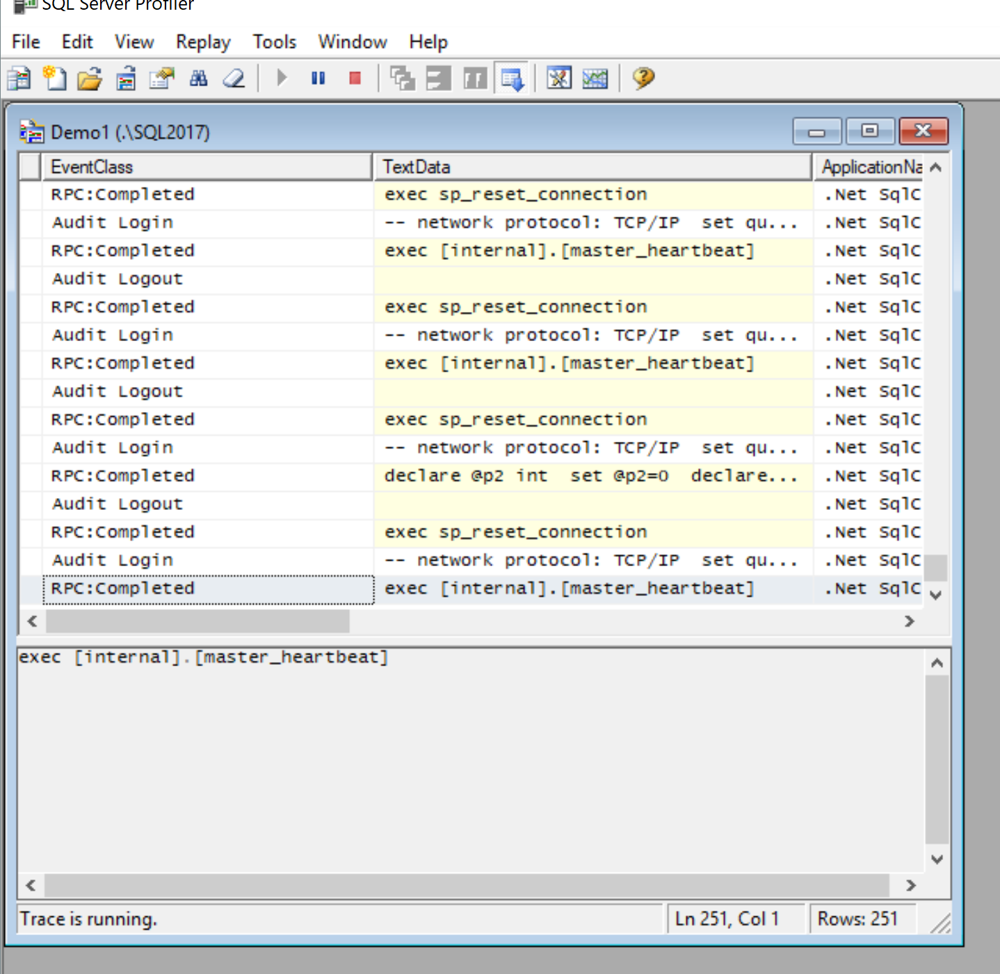 SQL Server Profiler
File Edit View Replay Tools Window Help
Demo1 (.\SQL2017)
EventClass TextData ApplicationNa
RPC:Completed exec sp_reset_connection .Net SqlC
Audit Login -- network protocol: TCP/IP set qu... .Net SqlC
RPC:Completed exec [internal].[master_heartbeat] .Net SqlC
Audit Logout .Net SqlC
RPC:Completed exec sp_reset_connection .Net SqlC
Audit Login -- network protocol: TCP/IP set qu... .Net SqlC
RPC:Completed exec [internal].[master_heartbeat] .Net SqlC
Audit Logout .Net SqlC
RPC:Completed exec sp_reset_connection .Net SqlC
Audit Login -- network protocol: TCP/IP set qu... .Net SqlC
RPC:Completed declare @p2 int set @p2=0 declare... .Net SqlC
Audit Logout .Net SqlC
RPC:Completed exec sp_reset_connection .Net SqlC
Audit Login -- network protocol: TCP/IP set qu... .Net SqlC
RPC:Completed exec [internal].[master_heartbeat] .Net SqlC
exec [internal].[master_heartbeat]
Trace is running. Ln 251, Col 1 Rows: 251